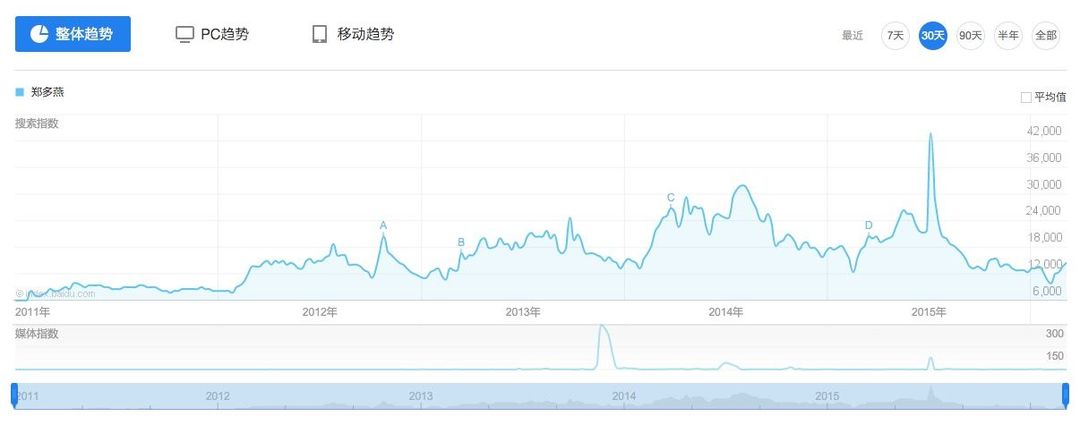 整体趋势 PC趋势 移动趋势 最近 7天 30天 90天 半年 全部
郑多燕 平均值
搜索指数
42,000
36,000
30,000
24,000
18,000
12,000
6,000
A B C D
© index.baidu.com
2011年 2012年 2013年 2014年 2015年
媒体指数 300
150
2011 2012 2013 2014 2015